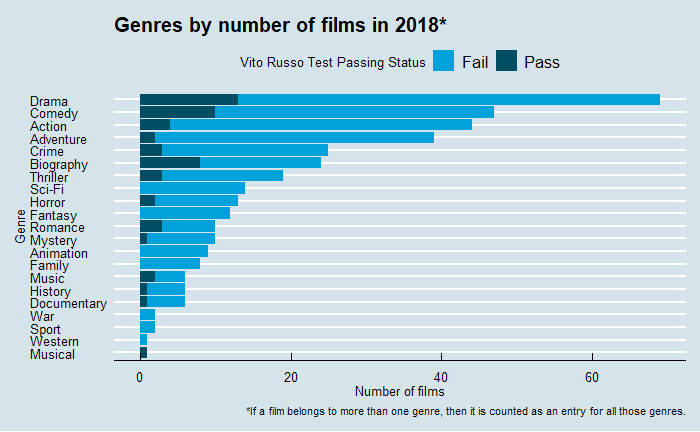 Genres by number of films in 2018*
Vito Russo Test Passing Status Fail Pass
Genre
Drama
Comedy
Action
Adventure
Crime
Biography
Thriller
Sci-Fi
Horror
Fantasy
Romance
Mystery
Animation
Family
Music
History
Documentary
War
Sport
Western
Musical
0 20 40 60
Number of films
*If a film belongs to more than one genre, then it is counted as an entry for all those genres.